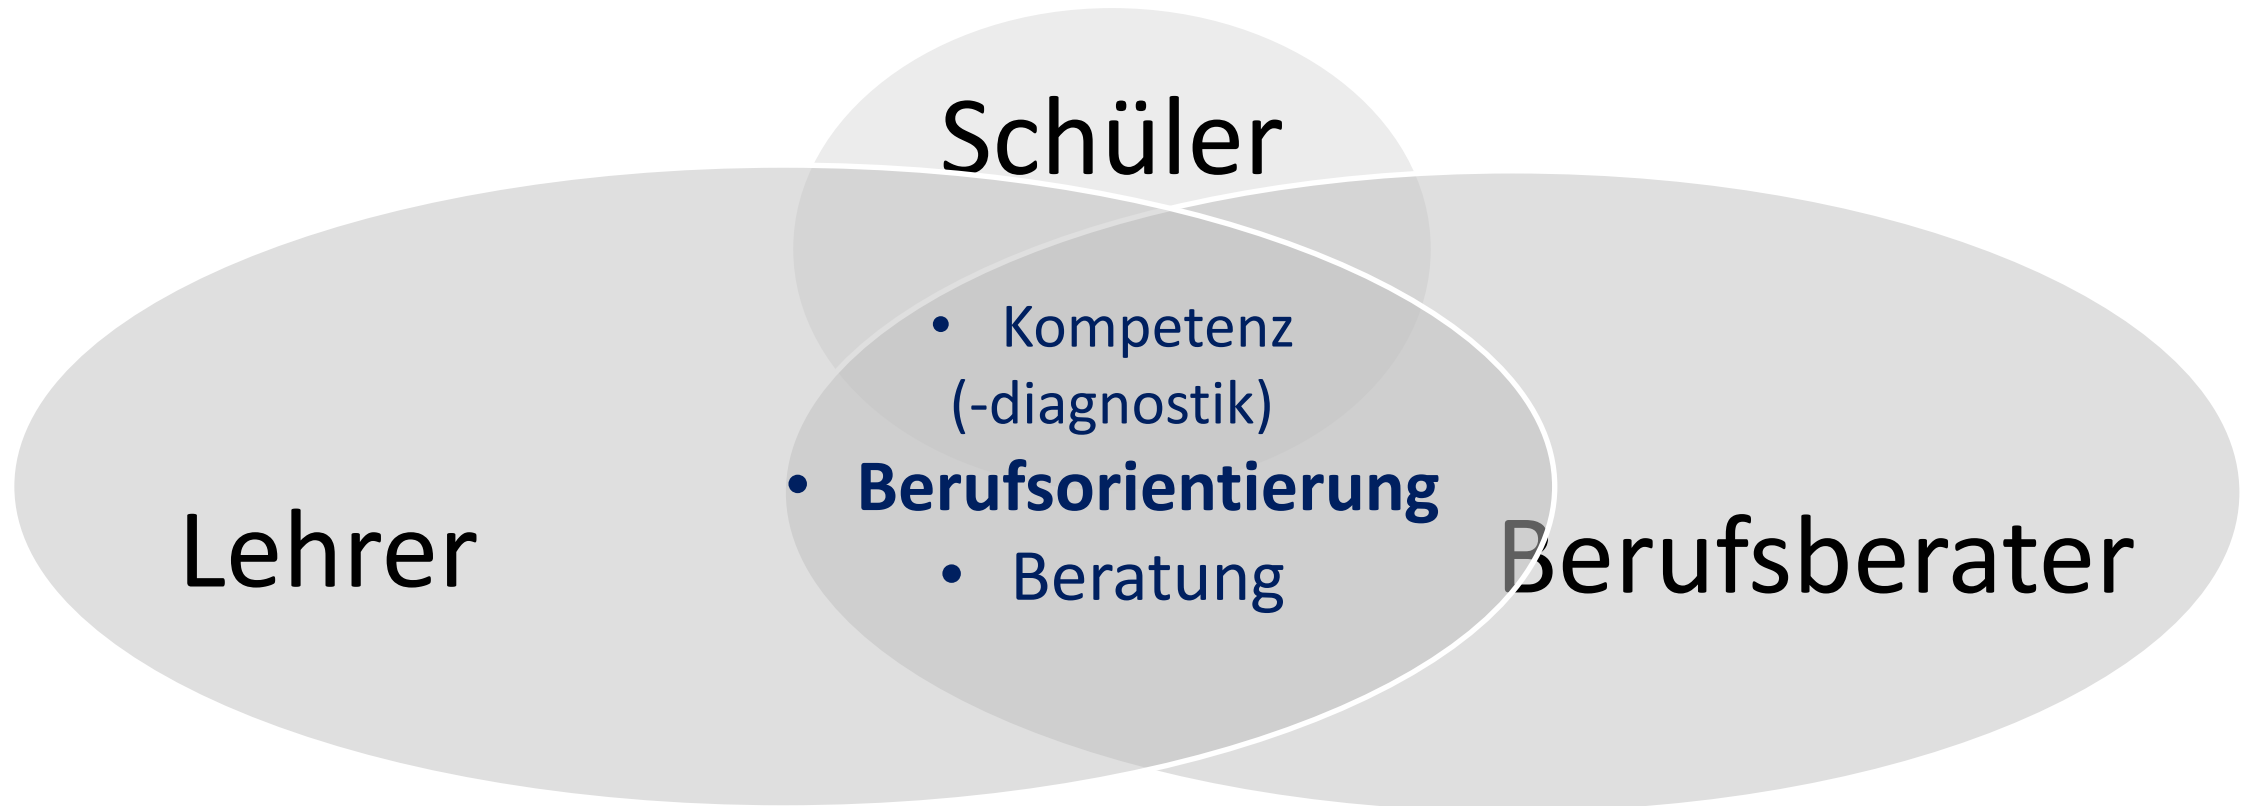 Schüler
• Kompetenz
(-diagnostik)
• Berufsorientierung
• Beratung
Lehrer
Berufsberater